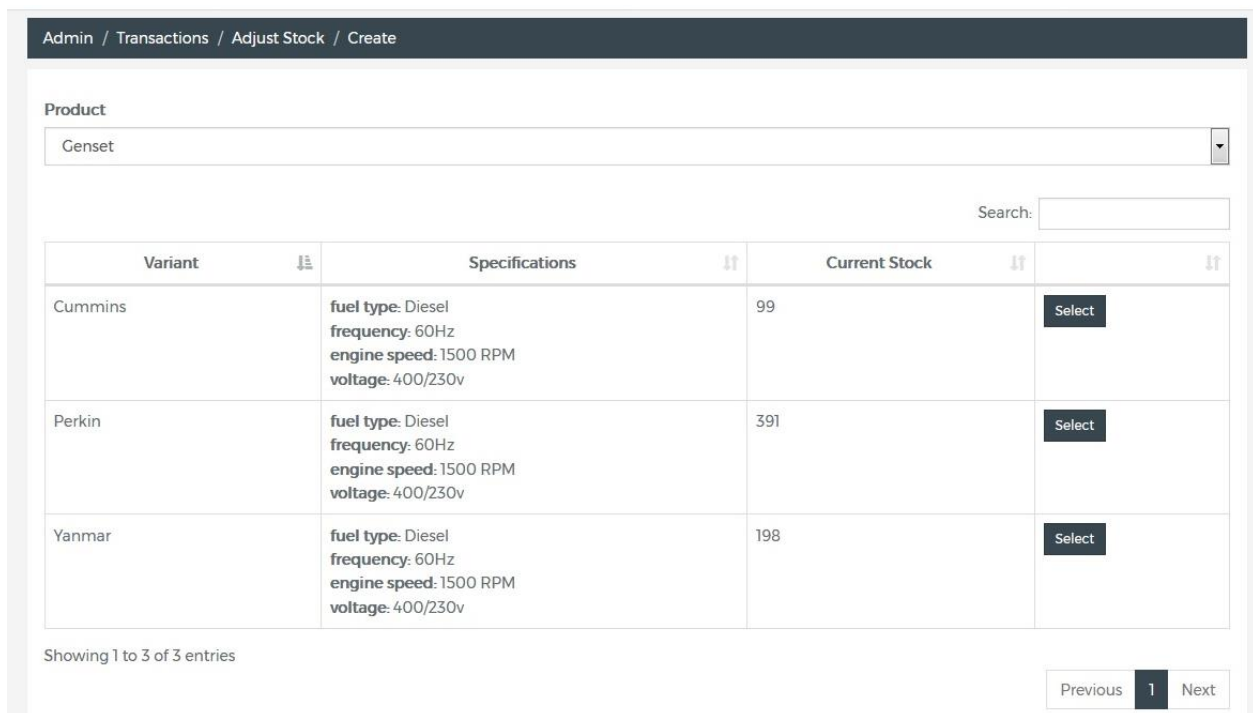 Admin / Transactions / Adjust Stock / Create
Product
Genset
Search:
Variant Specifications Current Stock
Cummins fuel type: Diesel 99 Select
frequency: 60Hz
engine speed: 1500 RPM
voltage: 400/230v
Perkin fuel type: Diesel 391 Select
frequency: 60Hz
engine speed: 1500 RPM
voltage: 400/230v
Yanmar fuel type: Diesel 198 Select
frequency: 60Hz
engine speed: 1500 RPM
voltage: 400/230v
Showing 1 to 3 of 3 entries
Previous 1 Next